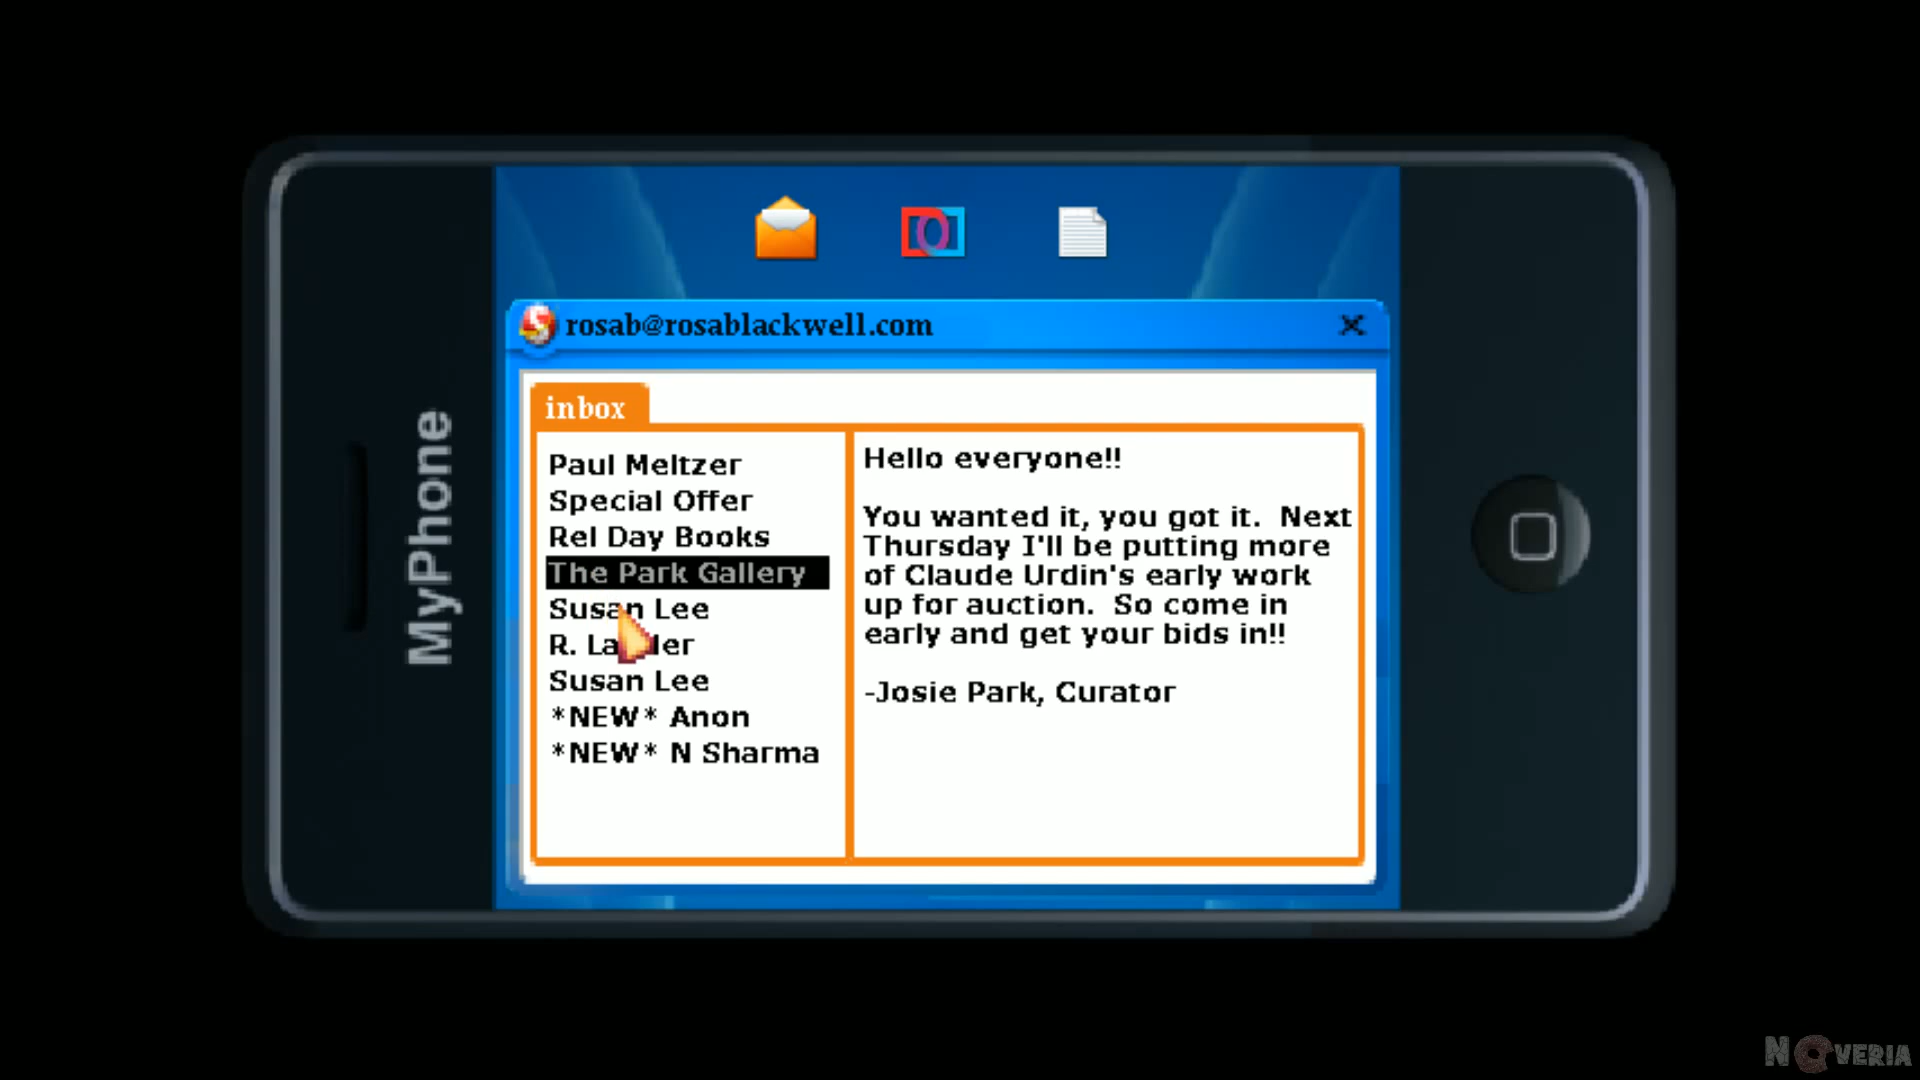 MyPhone
rosab@rosablackwell.com
inbox
Paul Meltzer
Special Offer
Rel Day Books
The Park Gallery
Susan Lee
R.
Susan Lee
*NEW* Anon
*NEW* N Sharma
Hello everyone!!
You wanted it, you got it.  Next
Thursday I'll be putting more
of Claude Urdin's early work
up for auction.  So come in
early and get your bids in!!
-Josie Park, Curator
NOVERIA